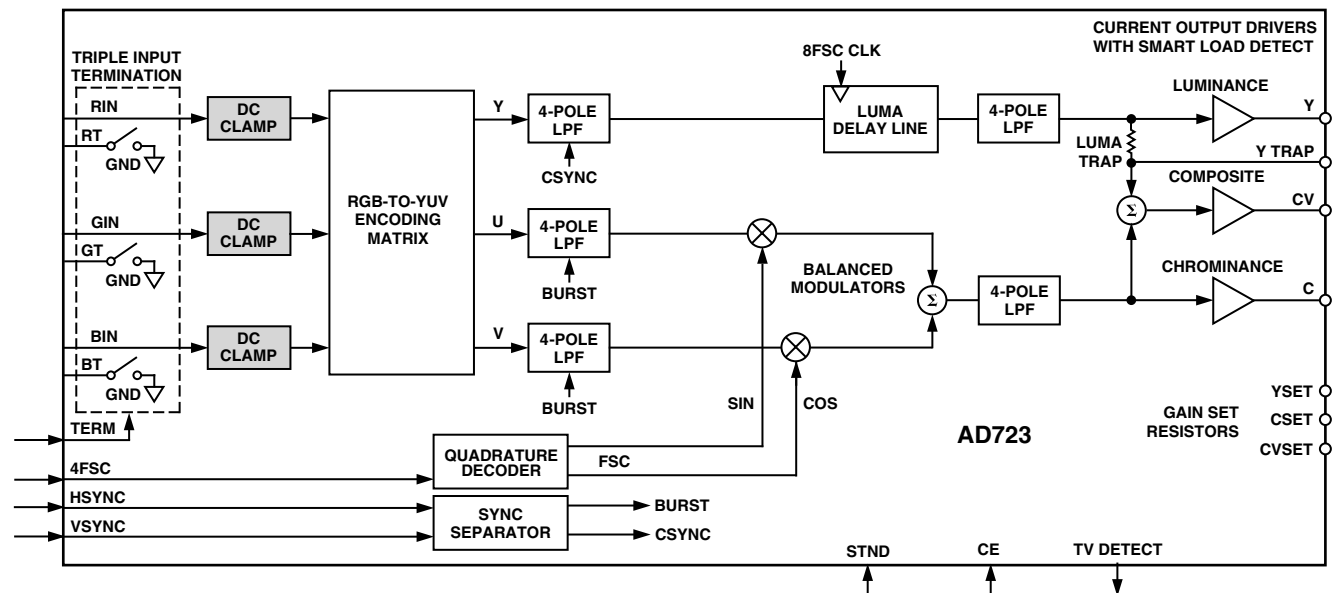 CURRENT OUTPUT DRIVERS
WITH SMART LOAD DETECT
TRIPLE INPUT
TERMINATION
8FSC CLK
LUMINANCE
RIN
DC
CLAMP
Y
4-POLE
LPF
LUMA
DELAY LINE
4-POLE
LPF
Y
RT
GND
LUMA
TRAP
Y TRAP
CSYNC
COMPOSITE
RGB-TO-YUV
ENCODING
MATRIX
GIN
DC
CLAMP
U
4-POLE
LPF
Σ
CV
GT
GND
BALANCED
MODULATORS
CHROMINANCE
BURST
Σ
4-POLE
LPF
C
BIN
DC
CLAMP
V
4-POLE
LPF
BT
GND
BURST
SIN
COS
YSET
GAIN SET
RESISTORS
CSET
CVSET
TERM
AD723
4FSC
QUADRATURE
DECODER
FSC
HSYNC
SYNC
SEPARATOR
BURST
VSYNC
CSYNC
STND
CE
TV DETECT